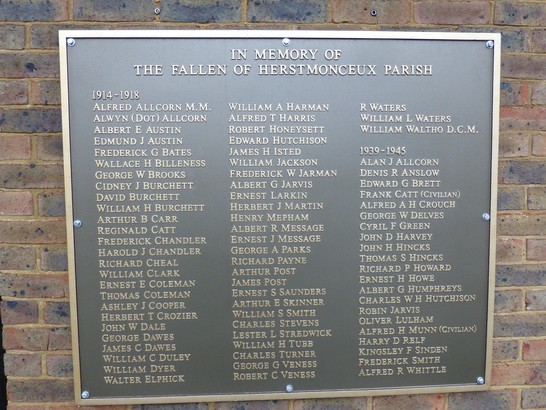 IN MEMORY OF
THE FALLEN OF HERSTMONCEUX PARISH
1914-1918
ALFRED ALLCORN M.M.
ALWYN (DOT) ALLCORN
ALBERT E AUSTIN
EDMUND J AUSTIN
FREDERICK G BATES
WALLACE H BILLENESS
GEORGE W BROOKS
CIDNEY J BURCHETT
DAVID BURCHETT
WILLIAM H BURCHETT
ARTHUR B CARR
REGINALD CATT
FREDERICK CHANDLER
HAROLD J CHANDLER
RICHARD CHEAL
WILLIAM CLARK
ERNEST E COLEMAN
THOMAS COLEMAN
ASHLEY J COOPER
HERBERT T CROZIER
JOHN W DALE
GEORGE DAWES
JAMES C DAWES
WILLIAM C DULEY
WILLIAM DYER
WALTER ELPHICK
WILLIAM A HARMAN
ALFRED T HARRIS
ROBERT HONEYSETT
EDWARD HUTCHISON
JAMES H ISTED
WILLIAM JACKSON
FREDERICK W JARMAN
ALBERT G JARVIS
ERNEST LARKIN
HERBERT J MARTIN
HENRY MEPHAM
ALBERT R MESSAGE
ERNEST J MESSAGE
GEORGE A PARKS
RICHARD PAYNE
ARTHUR POST
JAMES POST
ERNEST S SAUNDERS
ARTHUR E SKINNER
WILLIAM S SMITH
CHARLES STEVENS
LESTER L STREDWICK
WILLIAM H TUBB
CHARLES TURNER
GEORGE G VENESS
ROBERT C VENESS
R WATERS
WILLIAM L WATERS
WILLIAM WALTHO D.C.M.
1939-1945
ALAN J ALLCORN
DENIS R ANSLOW
EDWARD G BRETT
FRANK CATT (CIVILIAN)
ALFRED A H CROUCH
GEORGE W DELVES
CYRIL F GREEN
JOHN D HARVEY
JOHN H HINCKS
THOMAS S HINCKS
RICHARD P HOWARD
ERNEST H HOWE
ALBERT G HUMPHREYS
CHARLES W H HUTCHISON
ROBIN JARVIS
OLIVER LULHAM
ALFRED H MUNN (CIVILIAN)
HARRY D RELF
KINGSLEY F SINDEN
FREDERICK SMITH
ALFRED R WHITTLE